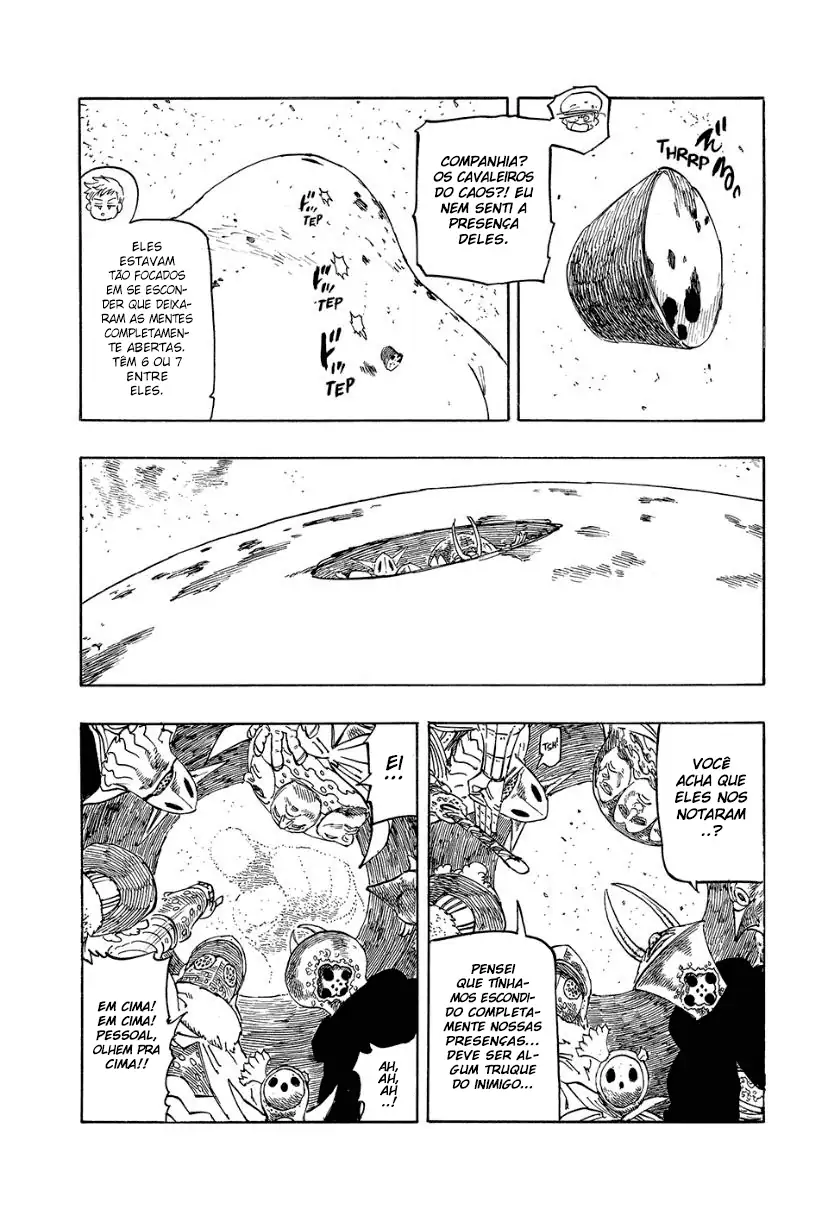 THRRP
COMPANHIA?
OS CAVALEIROS
DO CAOS?! EU
NEM SENTI A
PRESENÇA
DELES.
ド
TEP
ド
TEP
ド
TEP
ELES
ESTAVAM
TÃO FOCADOS
EM SE ESCON-
DER QUE DEIXA-
RAM AS MENTES
COMPLETAMEN-
TE ABERTAS.
TÊM 6 OU 7
ENTRE
ELES.
VOCÊ
ACHA QUE
ELES NOS
NOTARAM
..?
TCH!
PENSEI
QUE TÍNHA-
MOS ESCONDI-
DO COMPLETA-
MENTE NOSSAS
PRESENÇAS...
DEVE SER AL-
GUM TRUQUE
DO INIMIGO...
EI
...
EM CIMA!
EM CIMA!
PESSOAL,
OLHEM PRA
CIMA!!
AH,
AH,
AH
..!